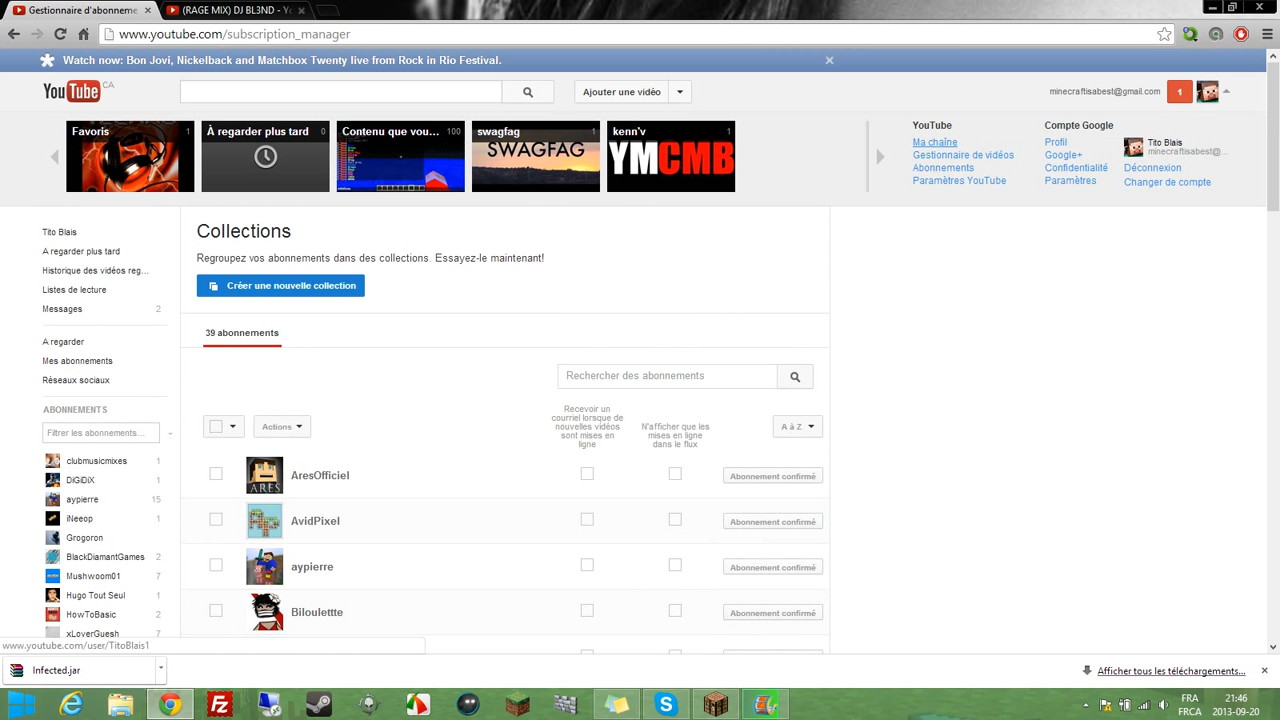 Gestionnaire d'abonneme
(RAGE MIX) DJ BL3ND - Yo
www.youtube.com/subscription_manager
Watch now: Bon Jovi, Nickelback and Matchbox Twenty live from Rock in Rio Festival.
YouTube CA
Ajouter une vidéo
minecraftisabest@gmail.com
1
Favoris 1
À regarder plus tard 0
Contenu que vou... 100
swagfag 1
SWAGFAG
kenn'v 1
YMCMB
YouTube
Ma chaîne
Gestionnaire de vidéos
Abonnements
Paramètres YouTube
Compte Google
Profil
Google+
Confidentialité
Paramètres
Tito Blais
minecraftisabest@...
Déconnexion
Changer de compte
Tito Blais
A regarder plus tard
Historique des vidéos reg...
Listes de lecture
Messages 2
A regarder
Mes abonnements
Réseaux sociaux
ABONNEMENTS
Filtrer les abonnements...
clubmusicmixes 1
DiGiDiX 1
aypierre 15
iNeeop 1
Grogoron
BlackDiamantGames 2
Mushwoom01 7
Hugo Tout Seul 1
HowToBasic 2
xLoverGuesh 7
Collections
Regroupez vos abonnements dans des collections. Essayez-le maintenant!
Créer une nouvelle collection
39 abonnements
Rechercher des abonnements
Actions
Recevoir un
courriel lorsque de
nouvelles vidéos
sont mises en
ligne
N'afficher que les
mises en ligne
dans le flux
A à Z
ARES
AresOfficiel
Abonnement confirmé
AvidPixel
Abonnement confirmé
aypierre
Abonnement confirmé
Biloulettte
Abonnement confirmé
www.youtube.com/user/TitoBlais1
Infected.jar
Afficher tous les téléchargements...
FRA
FRCA
21:46
2013-09-20